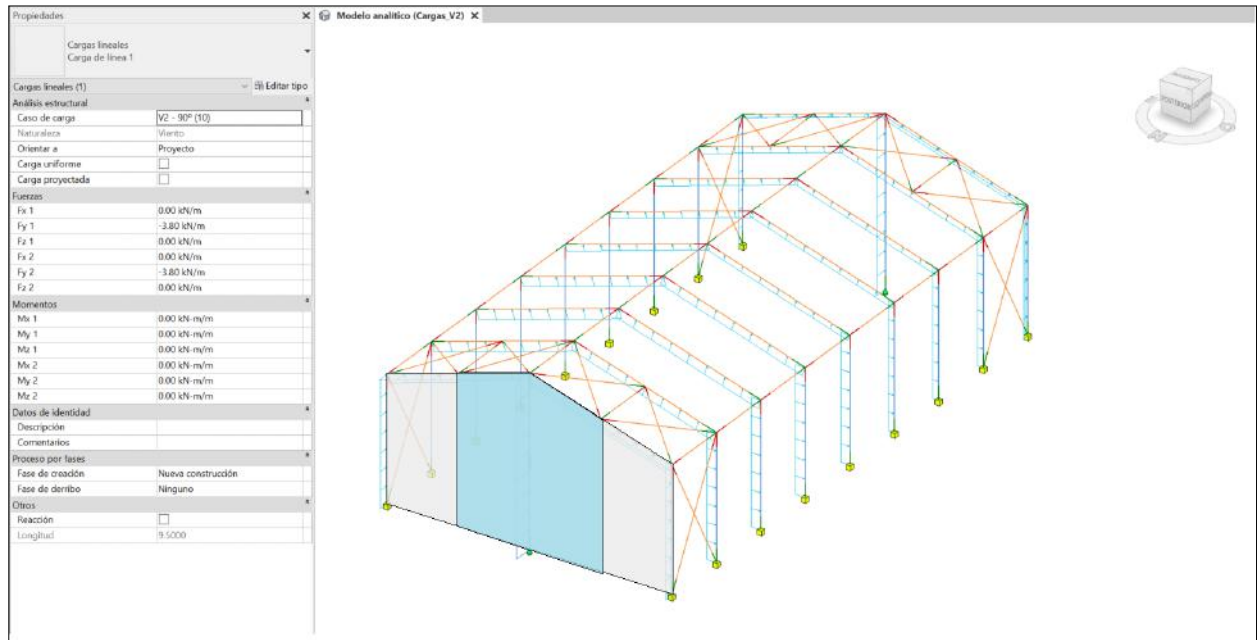 Propiedades
Modelo analítico (Cargas_V2)
Cargas lineales
Carga de línea 1
Cargas lineales (1) Editar tipo
Análisis estructural
Caso de carga V2 - 90º (10)
Naturaleza Viento
Orientar a Proyecto
Carga uniforme
Carga proyectada
Fuerzas
Fx 1 0.00 kN/m
Fy 1 -3.80 kN/m
Fz 1 0.00 kN/m
Fx 2 0.00 kN/m
Fy 2 -3.80 kN/m
Fz 2 0.00 kN/m
Momentos
Mx 1 0.00 kN-m/m
My 1 0.00 kN-m/m
Mz 1 0.00 kN-m/m
Mx 2 0.00 kN-m/m
My 2 0.00 kN-m/m
Mz 2 0.00 kN-m/m
Datos de identidad
Descripción
Comentarios
Proceso por fases
Fase de creación Nueva construcción
Fase de derribo Ninguno
Otros
Reacción
Longitud 9.5000